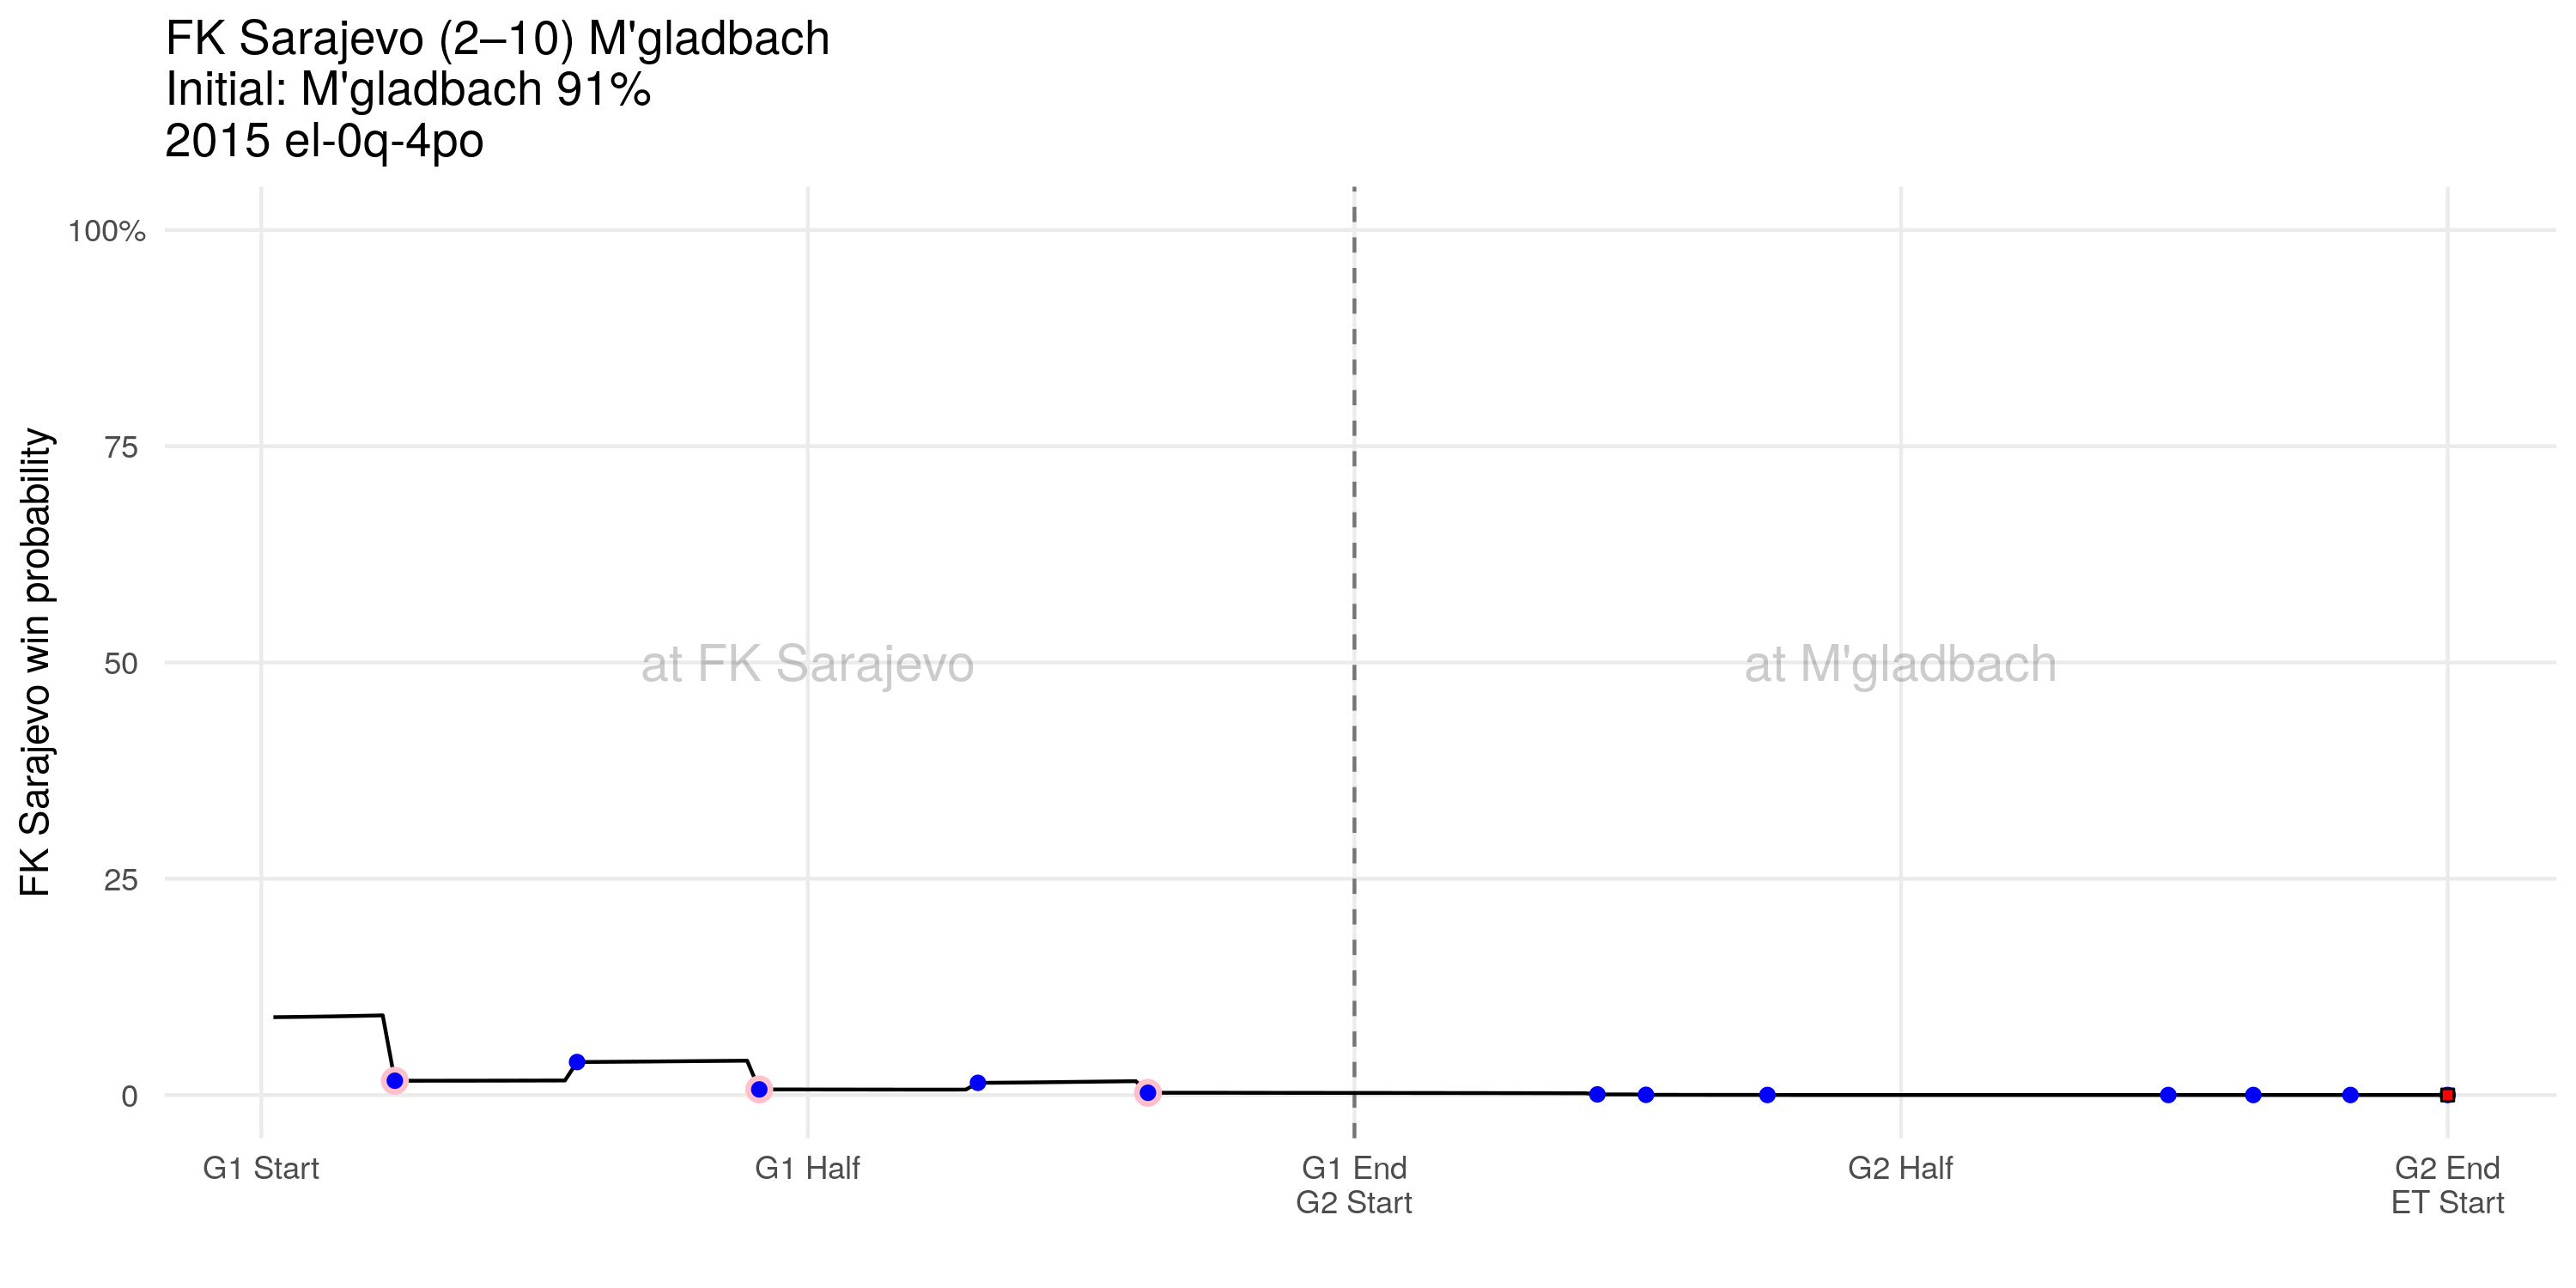 FK Sarajevo (2–10) M'gladbach
Initial: M'gladbach 91%
2015 el-0q-4po
FK Sarajevo win probability
100%
75
50
25
0
at FK Sarajevo
at M'gladbach
G1 Start
G1 Half
G1 End
G2 Start
G2 Half
G2 End
ET Start